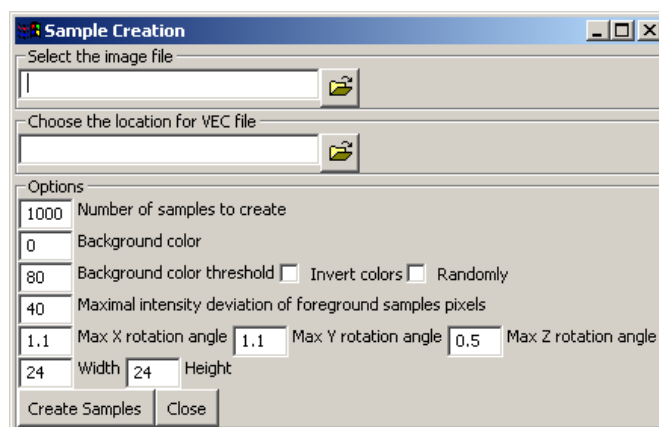 Sample Creation
Select the image file
Choose the location for VEC file
Options
1000 Number of samples to create
0 Background color
80 Background color threshold Invert colors Randomly
40 Maximal intensity deviation of foreground samples pixels
1.1 Max X rotation angle 1.1 Max Y rotation angle 0.5 Max Z rotation angle
24 Width 24 Height
Create Samples Close